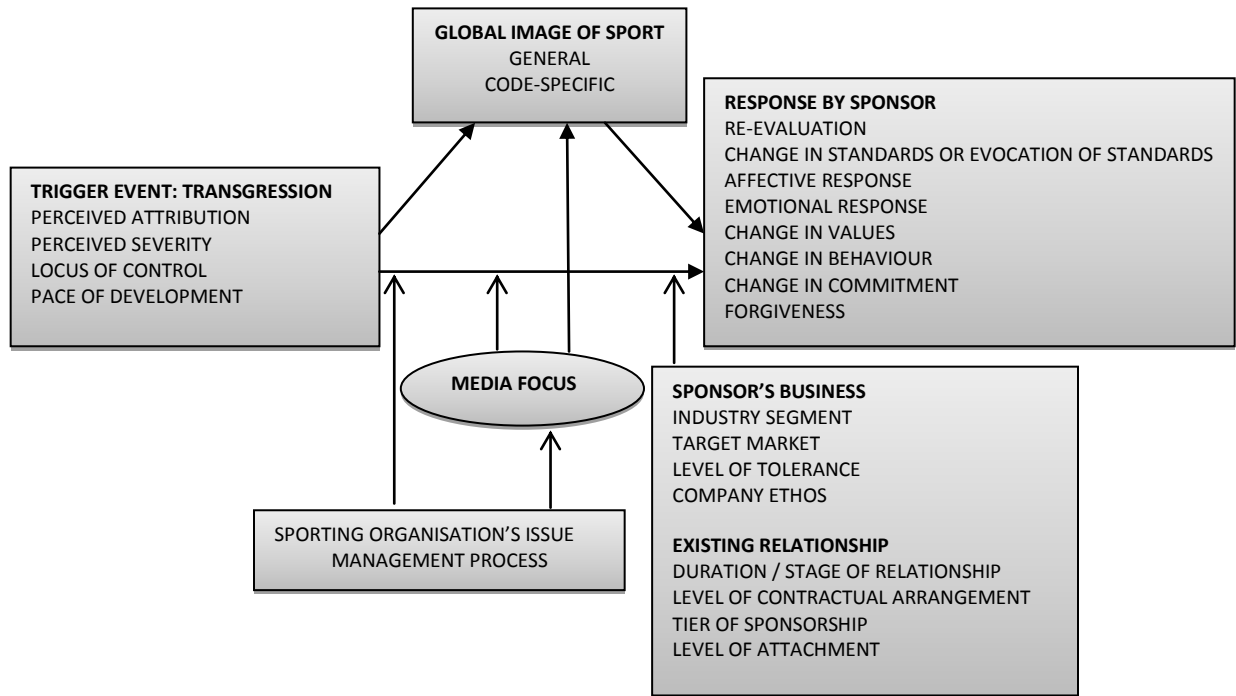 GLOBAL IMAGE OF SPORT
GENERAL
CODE-SPECIFIC
TRIGGER EVENT: TRANSGRESSION
PERCEIVED ATTRIBUTION
PERCEIVED SEVERITY
LOCUS OF CONTROL
PACE OF DEVELOPMENT
RESPONSE BY SPONSOR
RE-EVALUATION
CHANGE IN STANDARDS OR EVOCATION OF STANDARDS
AFFECTIVE RESPONSE
EMOTIONAL RESPONSE
CHANGE IN VALUES
CHANGE IN BEHAVIOUR
CHANGE IN COMMITMENT
FORGIVENESS
MEDIA FOCUS
SPORTING ORGANISATION’S ISSUE
MANAGEMENT PROCESS
SPONSOR’S BUSINESS
INDUSTRY SEGMENT
TARGET MARKET
LEVEL OF TOLERANCE
COMPANY ETHOS
EXISTING RELATIONSHIP
DURATION / STAGE OF RELATIONSHIP
LEVEL OF CONTRACTUAL ARRANGEMENT
TIER OF SPONSORSHIP
LEVEL OF ATTACHMENT